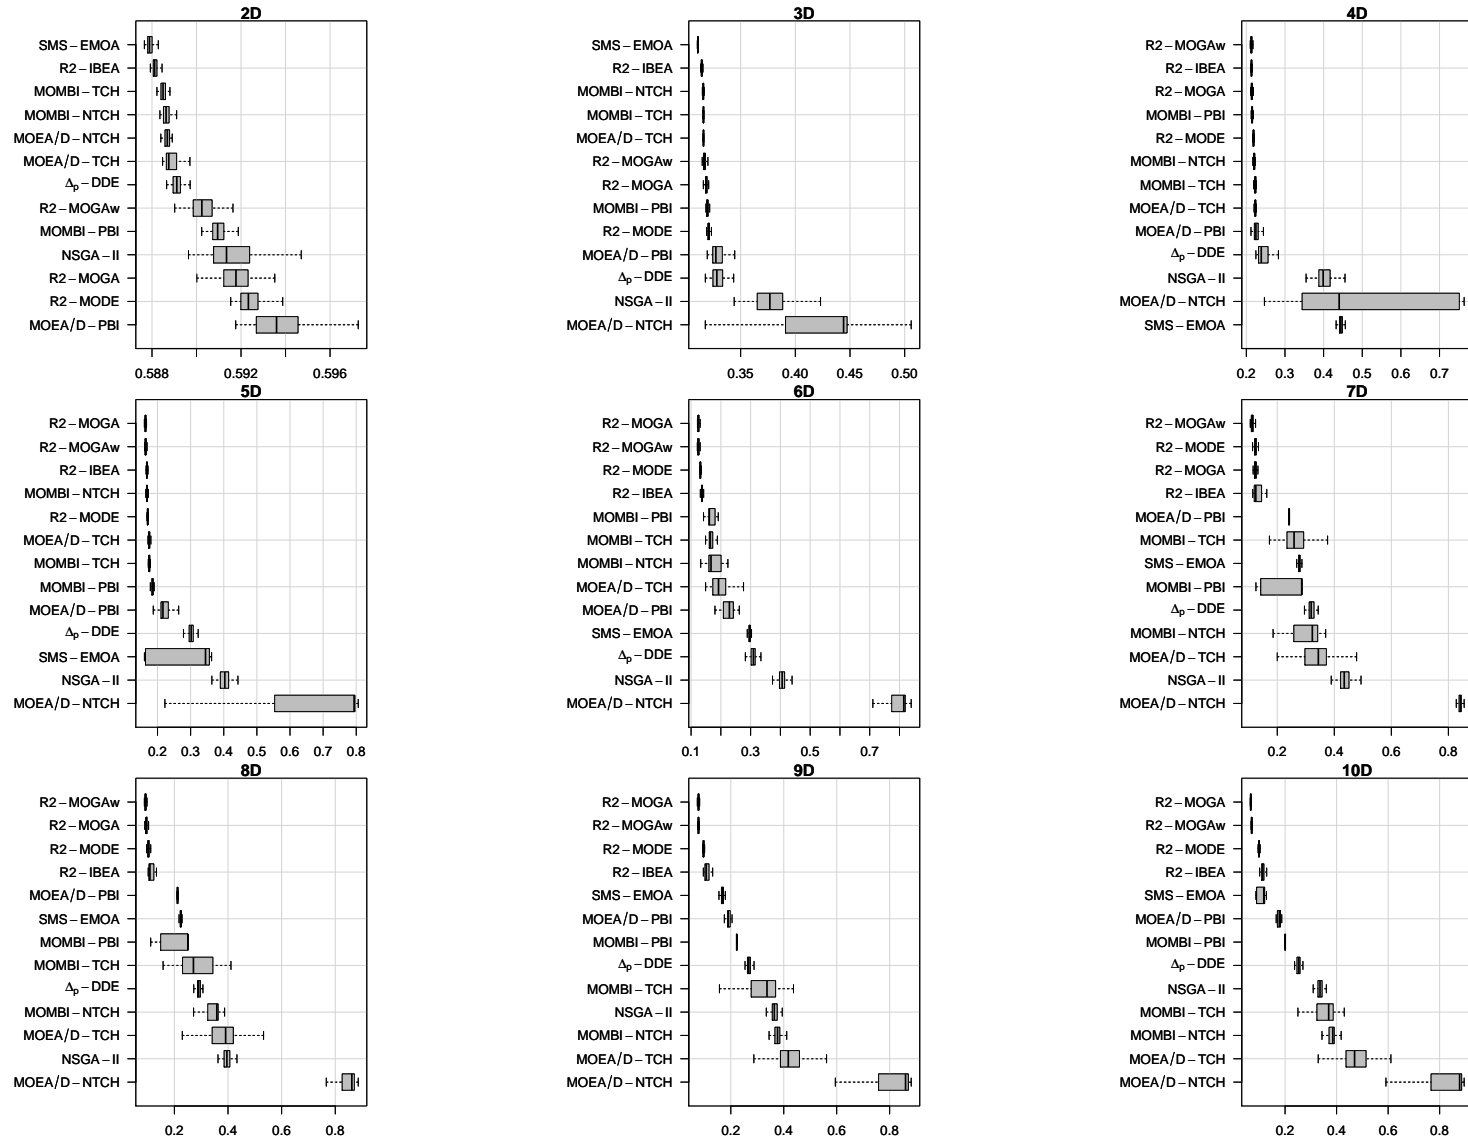 2D
SMS−EMOA
R2−IBEA
MOMBI−TCH
MOMBI−NTCH
MOEA/D−NTCH
MOEA/D−TCH
Δp−DDE
R2−MOGAw
MOMBI−PBI
NSGA−II
R2−MOGA
R2−MODE
MOEA/D−PBI
0.588 0.592 0.596
3D
SMS−EMOA
R2−IBEA
MOMBI−NTCH
MOMBI−TCH
MOEA/D−TCH
R2−MOGAw
R2−MOGA
MOMBI−PBI
R2−MODE
MOEA/D−PBI
Δp−DDE
NSGA−II
MOEA/D−NTCH
0.35 0.40 0.45 0.50
4D
R2−MOGAw
R2−IBEA
R2−MOGA
MOMBI−PBI
R2−MODE
MOMBI−NTCH
MOMBI−TCH
MOEA/D−TCH
MOEA/D−PBI
Δp−DDE
NSGA−II
MOEA/D−NTCH
SMS−EMOA
0.2 0.3 0.4 0.5 0.6 0.7
5D
R2−MOGA
R2−MOGAw
R2−IBEA
MOMBI−NTCH
R2−MODE
MOEA/D−TCH
MOMBI−TCH
MOMBI−PBI
MOEA/D−PBI
Δp−DDE
SMS−EMOA
NSGA−II
MOEA/D−NTCH
0.2 0.3 0.4 0.5 0.6 0.7 0.8
6D
R2−MOGA
R2−MOGAw
R2−MODE
R2−IBEA
MOMBI−PBI
MOMBI−TCH
MOMBI−NTCH
MOEA/D−TCH
MOEA/D−PBI
SMS−EMOA
Δp−DDE
NSGA−II
MOEA/D−NTCH
0.1 0.3 0.5 0.7
7D
R2−MOGAw
R2−MODE
R2−MOGA
R2−IBEA
MOEA/D−PBI
MOMBI−TCH
SMS−EMOA
MOMBI−PBI
Δp−DDE
MOMBI−NTCH
MOEA/D−TCH
NSGA−II
MOEA/D−NTCH
0.2 0.4 0.6 0.8
8D
R2−MOGAw
R2−MOGA
R2−MODE
R2−IBEA
MOEA/D−PBI
SMS−EMOA
MOMBI−PBI
MOMBI−TCH
Δp−DDE
MOMBI−NTCH
MOEA/D−TCH
NSGA−II
MOEA/D−NTCH
0.2 0.4 0.6 0.8
9D
R2−MOGA
R2−MOGAw
R2−MODE
R2−IBEA
SMS−EMOA
MOEA/D−PBI
MOMBI−PBI
Δp−DDE
MOMBI−TCH
NSGA−II
MOMBI−NTCH
MOEA/D−TCH
MOEA/D−NTCH
0.2 0.4 0.6 0.8
10D
R2−MOGA
R2−MOGAw
R2−MODE
R2−IBEA
SMS−EMOA
MOEA/D−PBI
MOMBI−PBI
Δp−DDE
NSGA−II
MOMBI−TCH
MOMBI−NTCH
MOEA/D−TCH
MOEA/D−NTCH
0.2 0.4 0.6 0.8